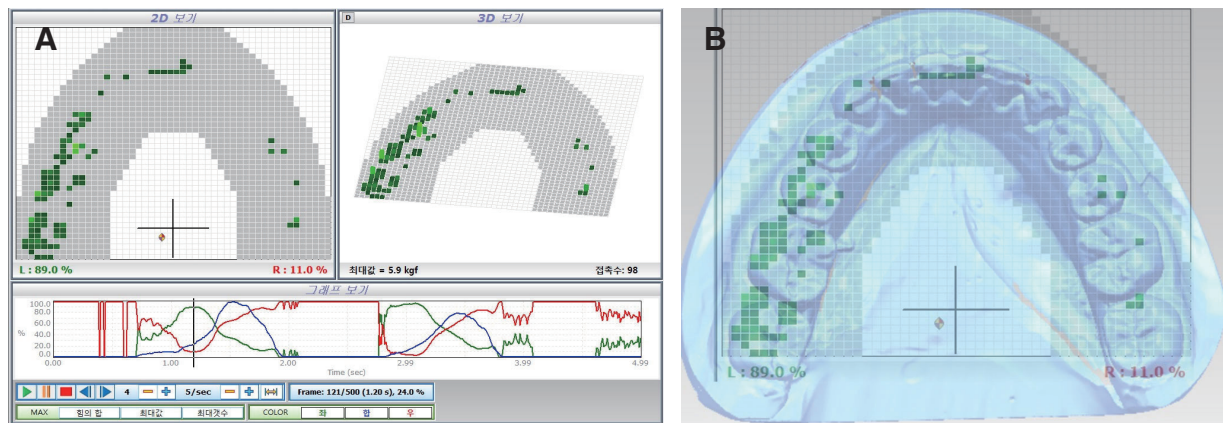 2D 보기
A
L : 89.0 %
R : 11.0 %
D
3D 보기
최대값 = 5.9 kgf
접촉수: 98
그래프 보기
100.0
80.0
60.0
40.0
20.0
0.0
%
0.00
1.00
2.00
2.99
3.99
4.99
Time (sec)
4
5/sec
Frame: 121/500 (1.20 s), 24.0 %
MAX
힘의 합
최대값
최대갯수
COLOR
좌
합
우
B
L : 89.0 %
R : 11.0 %